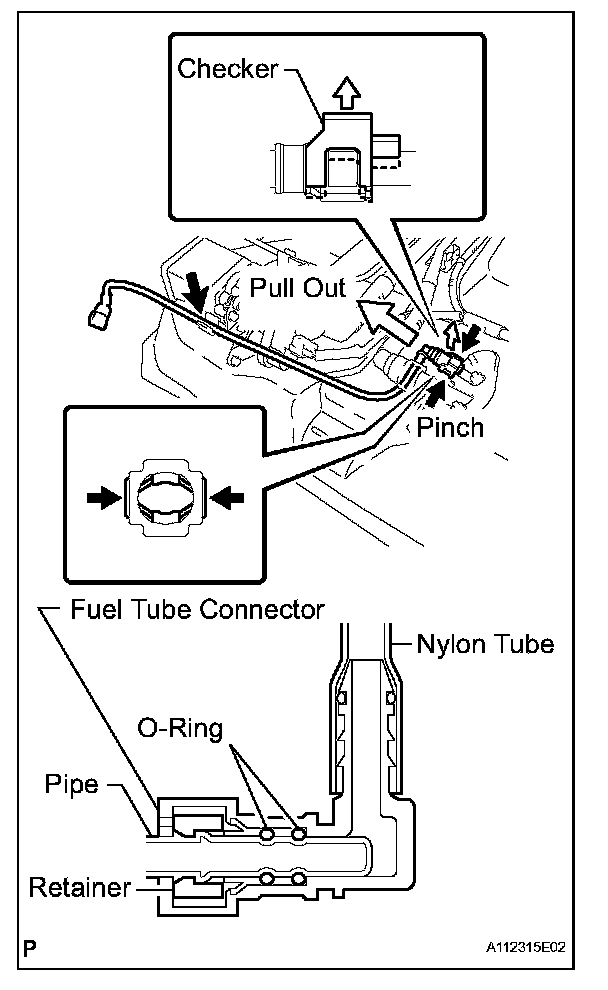 Checker
Pull Out
Pinch
Fuel Tube Connector
Nylon Tube
O-Ring
Pipe
Retainer
P
A112315E02